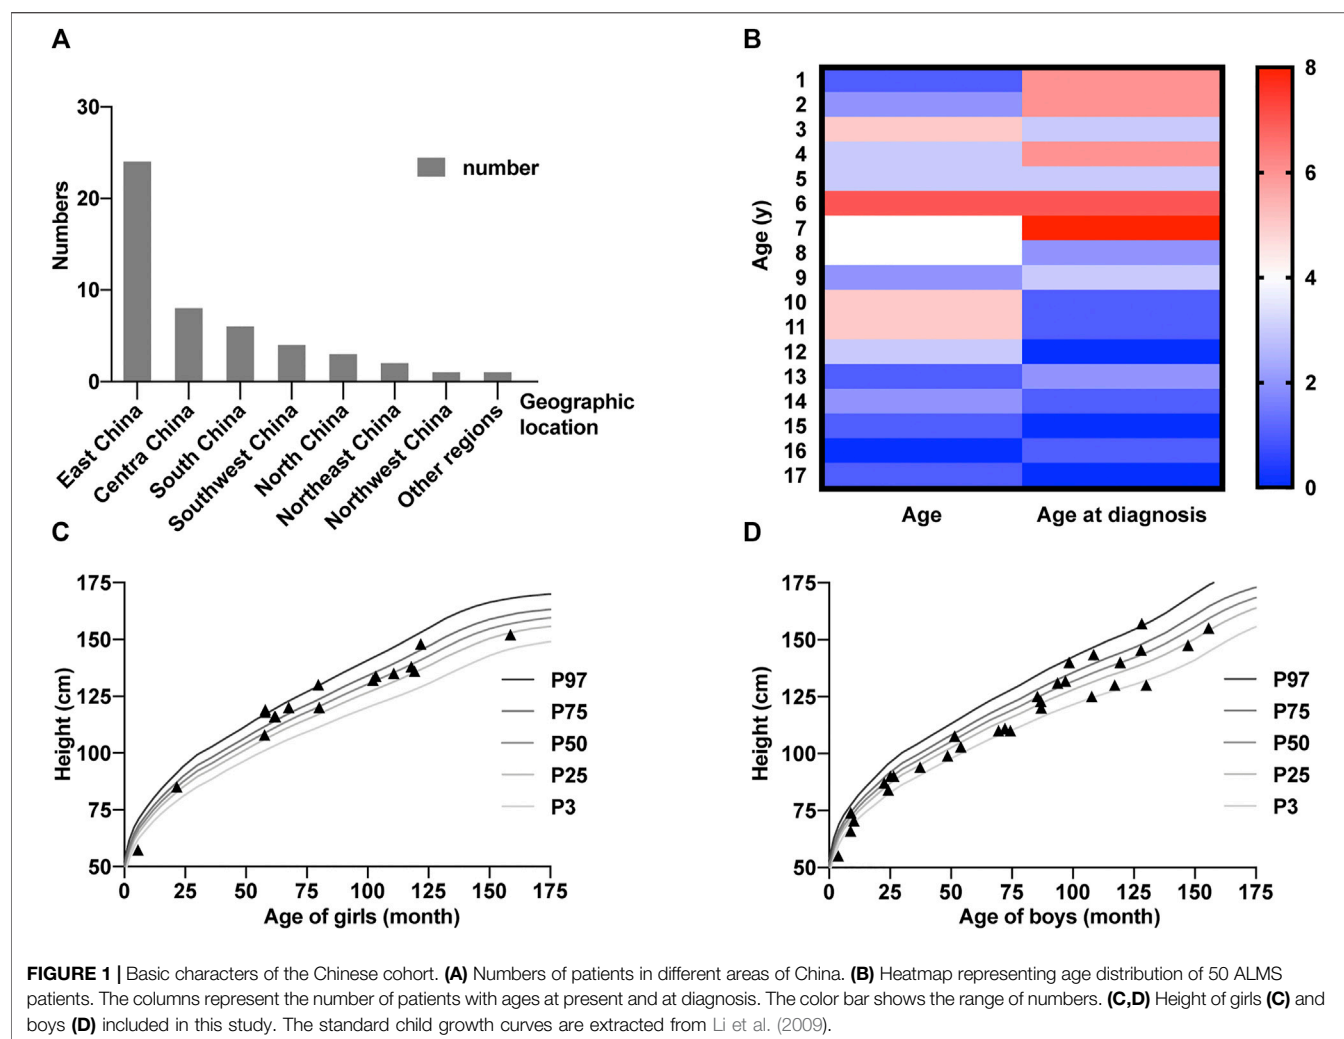 A
30
20
10
0
Numbers
number
East China
Centra China
South China
Southwest China
North China
Northeast China
Northwest China
Other regions
Geographic
location
B
Age (y)
1
2
3
4
5
6
7
8
9
10
11
12
13
14
15
16
17
Age
Age at diagnosis
8
6
4
2
0
C
175
150
125
100
75
50
Height (cm)
0 25 50 75 100 125 150 175
Age of girls (month)
P97
P75
P50
P25
P3
D
175
150
125
100
75
50
Height (cm)
0 25 50 75 100 125 150 175
Age of boys (month)
P97
P75
P50
P25
P3
FIGURE 1 | Basic characters of the Chinese cohort. (A) Numbers of patients in different areas of China. (B) Heatmap representing age distribution of 50 ALMS
patients. The columns represent the number of patients with ages at present and at diagnosis. The color bar shows the range of numbers. (C,D) Height of girls (C) and
boys (D) included in this study. The standard child growth curves are extracted from Li et al. (2009).